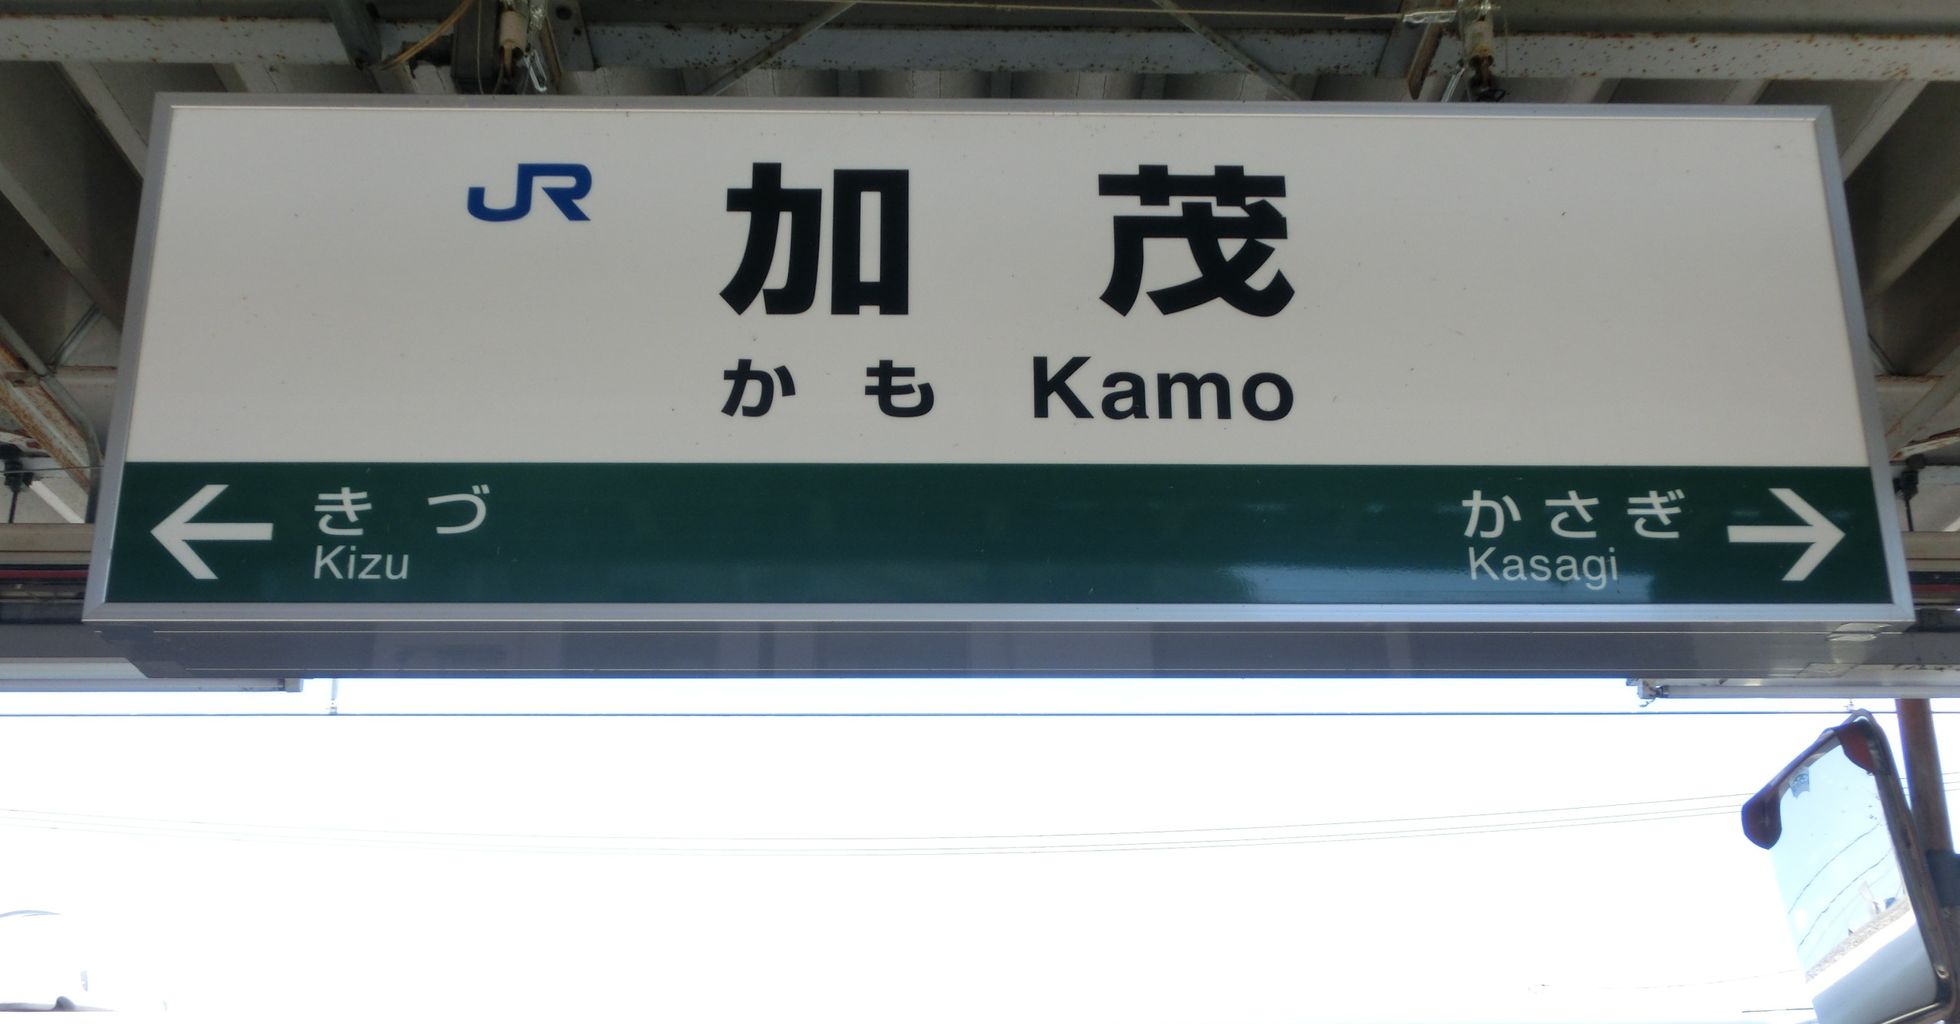 JR 加茂
かも Kamo
← きづ かさぎ →
Kizu Kasagi